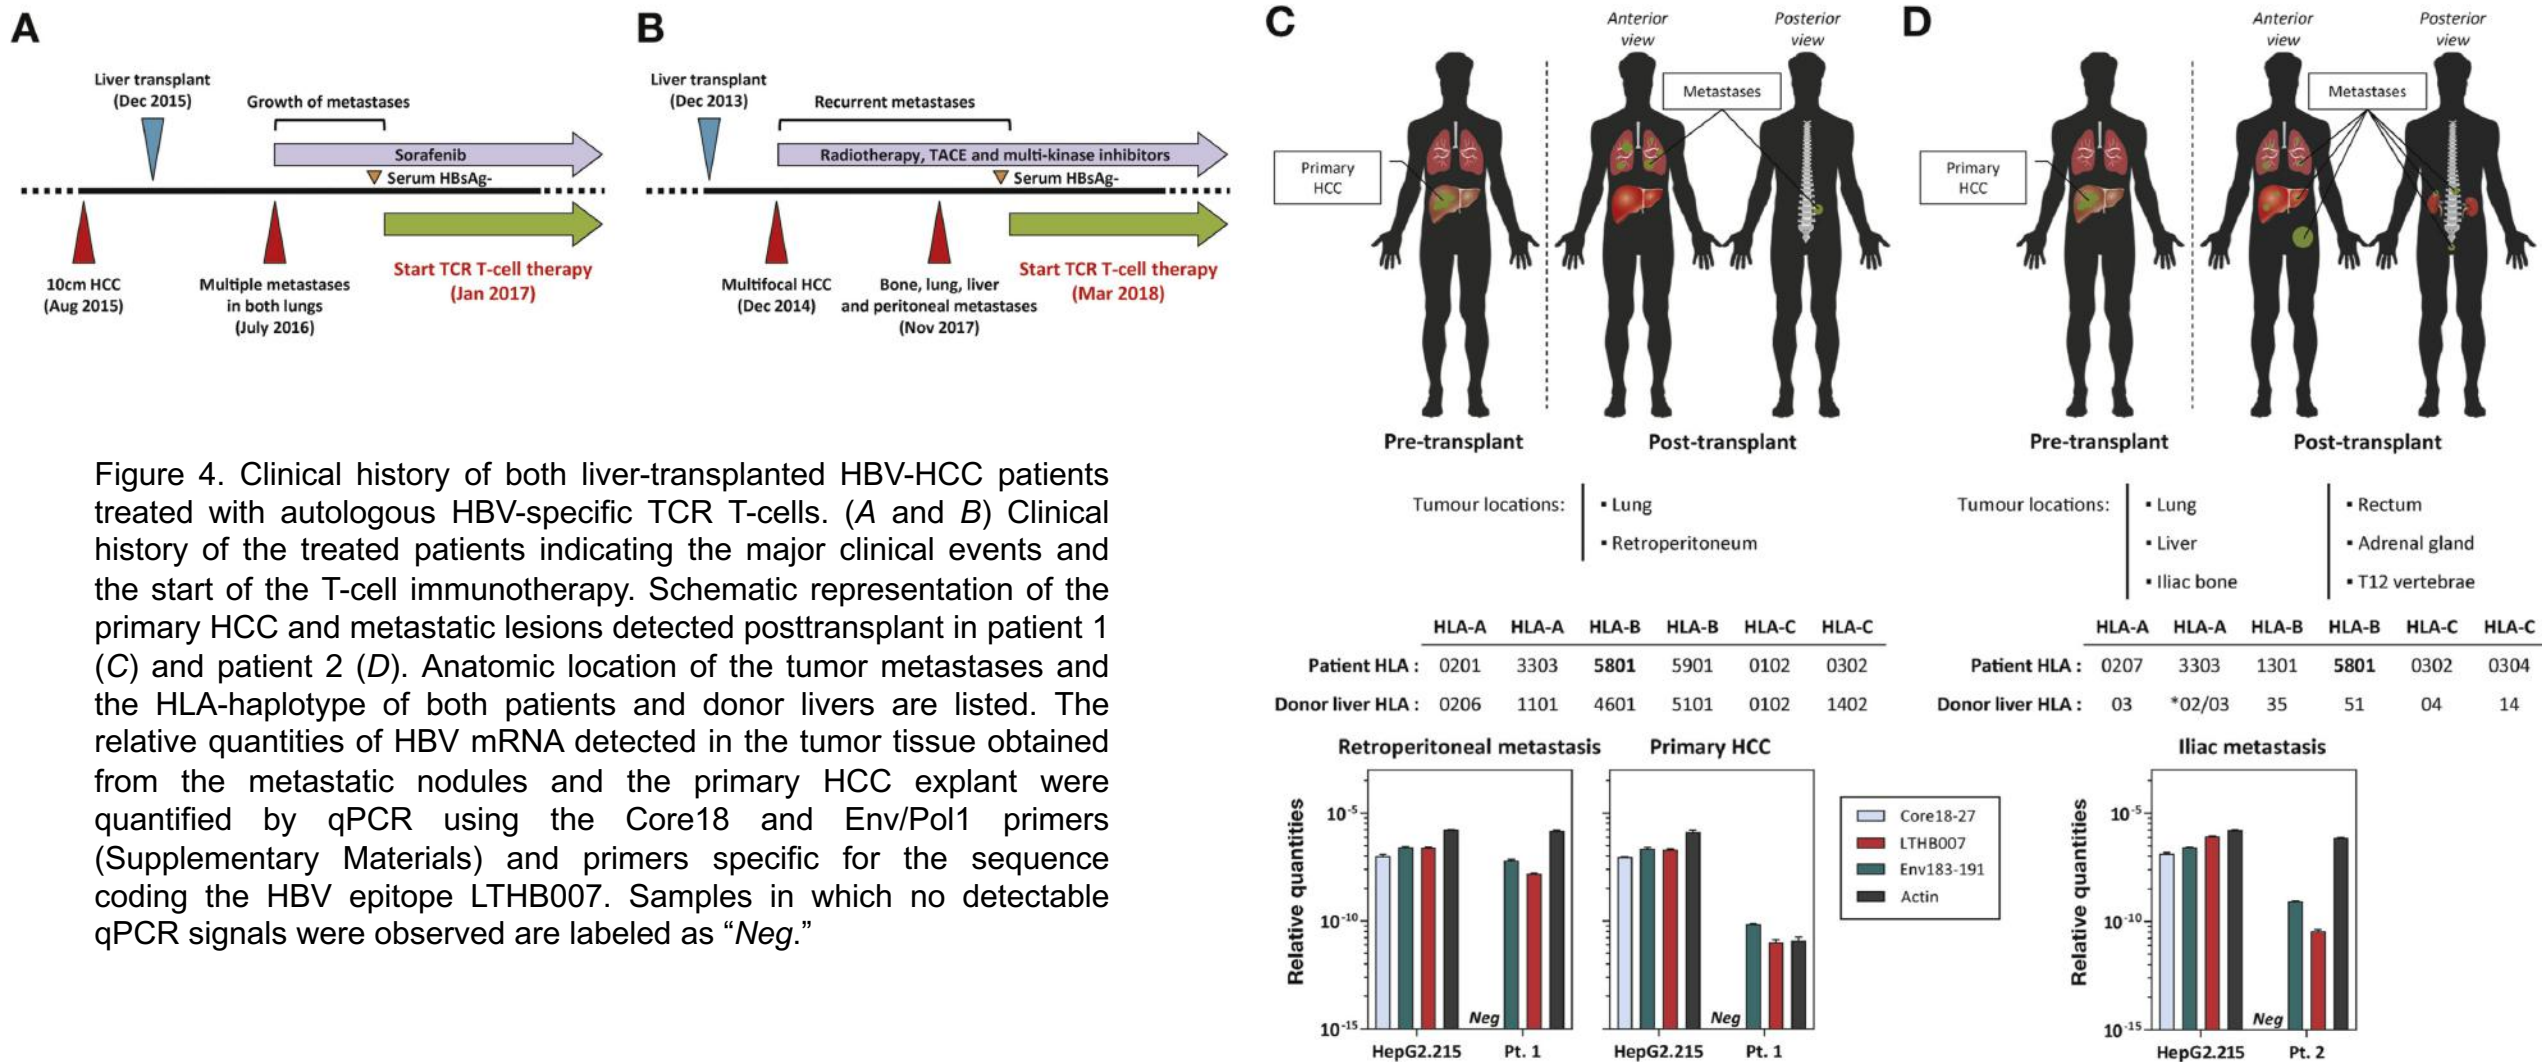 A
Liver transplant
(Dec 2015)
Growth of metastases
Sorafenib
Serum HBsAg-
10cm HCC
(Aug 2015)
Multiple metastases
in both lungs
(July 2016)
Start TCR T-cell therapy
(Jan 2017)
B
Liver transplant
(Dec 2013)
Recurrent metastases
Radiotherapy, TACE and multi-kinase inhibitors
Serum HBsAg-
Multifocal HCC
(Dec 2014)
Bone, lung, liver
and peritoneal metastases
(Nov 2017)
Start TCR T-cell therapy
(Mar 2018)
Figure 4. Clinical history of both liver-transplanted HBV-HCC patients
treated with autologous HBV-specific TCR T-cells. (A and B) Clinical
history of the treated patients indicating the major clinical events and
the start of the T-cell immunotherapy. Schematic representation of the
primary HCC and metastatic lesions detected posttransplant in patient 1
(C) and patient 2 (D). Anatomic location of the tumor metastases and
the HLA-haplotype of both patients and donor livers are listed. The
relative quantities of HBV mRNA detected in the tumor tissue obtained
from the metastatic nodules and the primary HCC explant were
quantified by qPCR using the Core18 and Env/Pol1 primers
(Supplementary Materials) and primers specific for the sequence
coding the HBV epitope LTHB007. Samples in which no detectable
qPCR signals were observed are labeled as “Neg.”
C
Anterior
view
Posterior
view
Metastases
Primary
HCC
Pre-transplant
Post-transplant
Tumour locations:
▪ Lung
▪ Retroperitoneum
HLA-A HLA-A HLA-B HLA-B HLA-C HLA-C
Patient HLA : 0201 3303 5801 5901 0102 0302
Donor liver HLA : 0206 1101 4601 5101 0102 1402
Retroperitoneal metastasis
Relative quantities
10-5
10-10
10-15
Neg
HepG2.215 Pt. 1
Primary HCC
Neg
HepG2.215 Pt. 1
Core18-27
LTHB007
Env183-191
Actin
D
Anterior
view
Posterior
view
Metastases
Primary
HCC
Pre-transplant
Post-transplant
Tumour locations:
▪ Lung
▪ Liver
▪ Iliac bone
▪ Rectum
▪ Adrenal gland
▪ T12 vertebrae
HLA-A HLA-A HLA-B HLA-B HLA-C HLA-C
Patient HLA : 0207 3303 1301 5801 0302 0304
Donor liver HLA : 03 *02/03 35 51 04 14
Iliac metastasis
Relative quantities
10-5
10-10
10-15
Neg
HepG2.215 Pt. 2